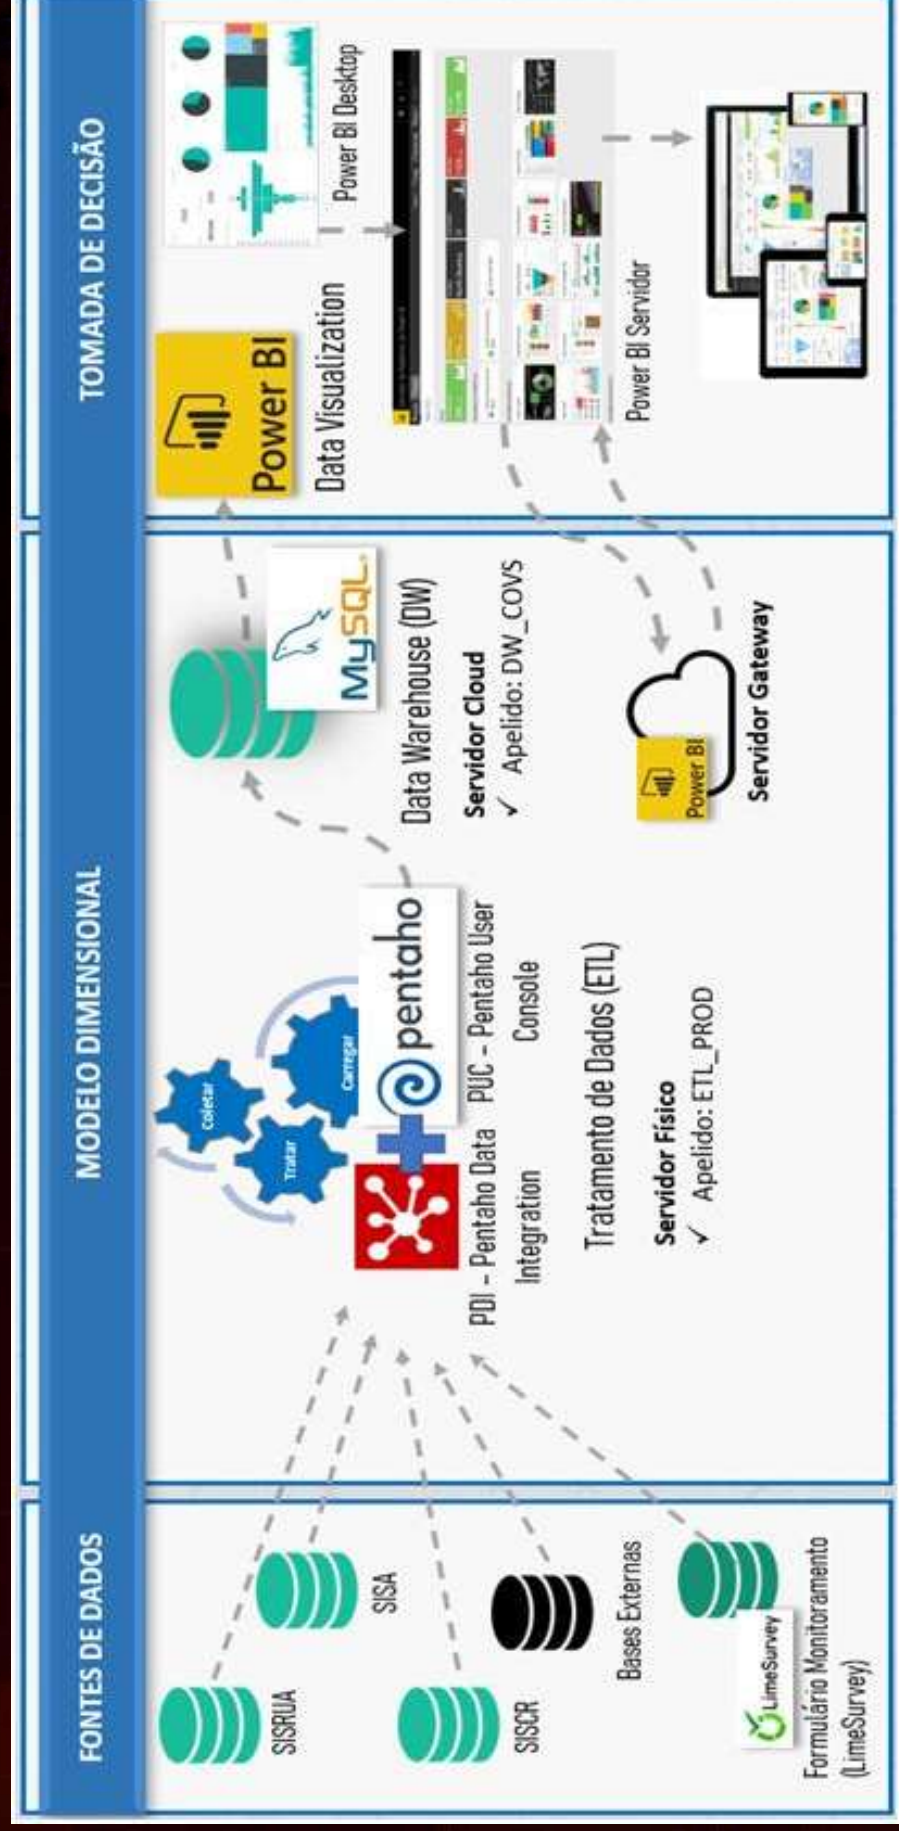 FONTES DE DADOS
SISRUA
SISA
SISCR
Bases Externas
LimeSurvey
Formulário Monitoramento
(LimeSurvey)
MODELO DIMENSIONAL
Coletar
Tratar
Carregar
pentaho
PDI – Pentaho Data
Integration
PUC – Pentaho User
Console
Tratamento de Dados (ETL)
Servidor Físico
✓ Apelido: ETL_PROD
MySQL
Data Warehouse (DW)
Servidor Cloud
✓ Apelido: DW_COVS
Power BI
Servidor Gateway
TOMADA DE DECISÃO
Power BI
Data Visualization
Power BI Desktop
Power BI Servidor